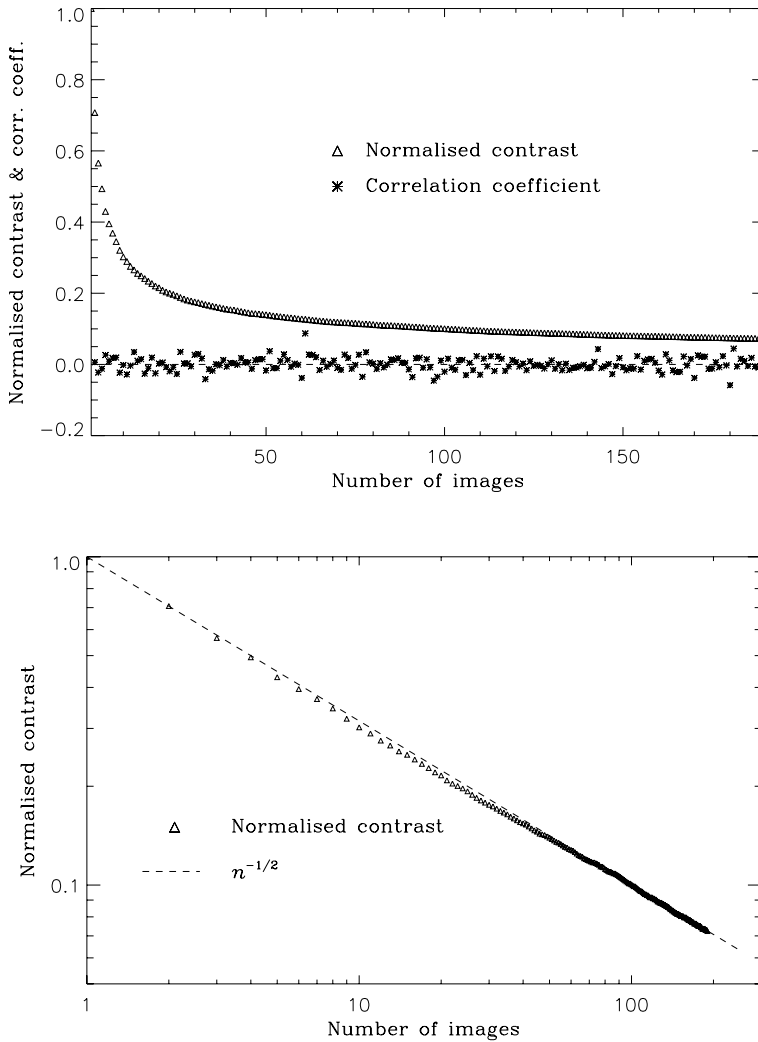 Normalised contrast & corr. coeff.
1.0
0.8
0.6
0.4
0.2
0.0
−0.2
Normalised contrast
Correlation coefficient
50
100
150
Number of images
Normalised contrast
1.0
0.1
Normalised contrast
n^{−1/2}
1
10
100
Number of images